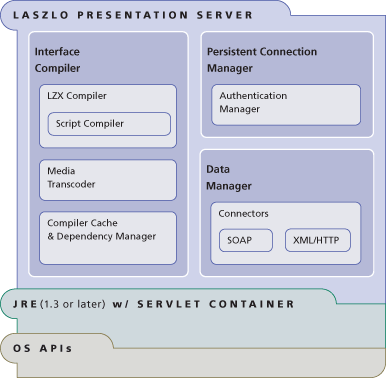 LASZLO PRESENTATION SERVER
Interface
Compiler
LZX Compiler
Script Compiler
Media
Transcoder
Compiler Cache
& Dependency Manager
Persistent Connection
Manager
Authentication
Manager
Data
Manager
Connectors
SOAP
XML/HTTP
JRE (1.3 or later) w/ SERVLET CONTAINER
OS APIs